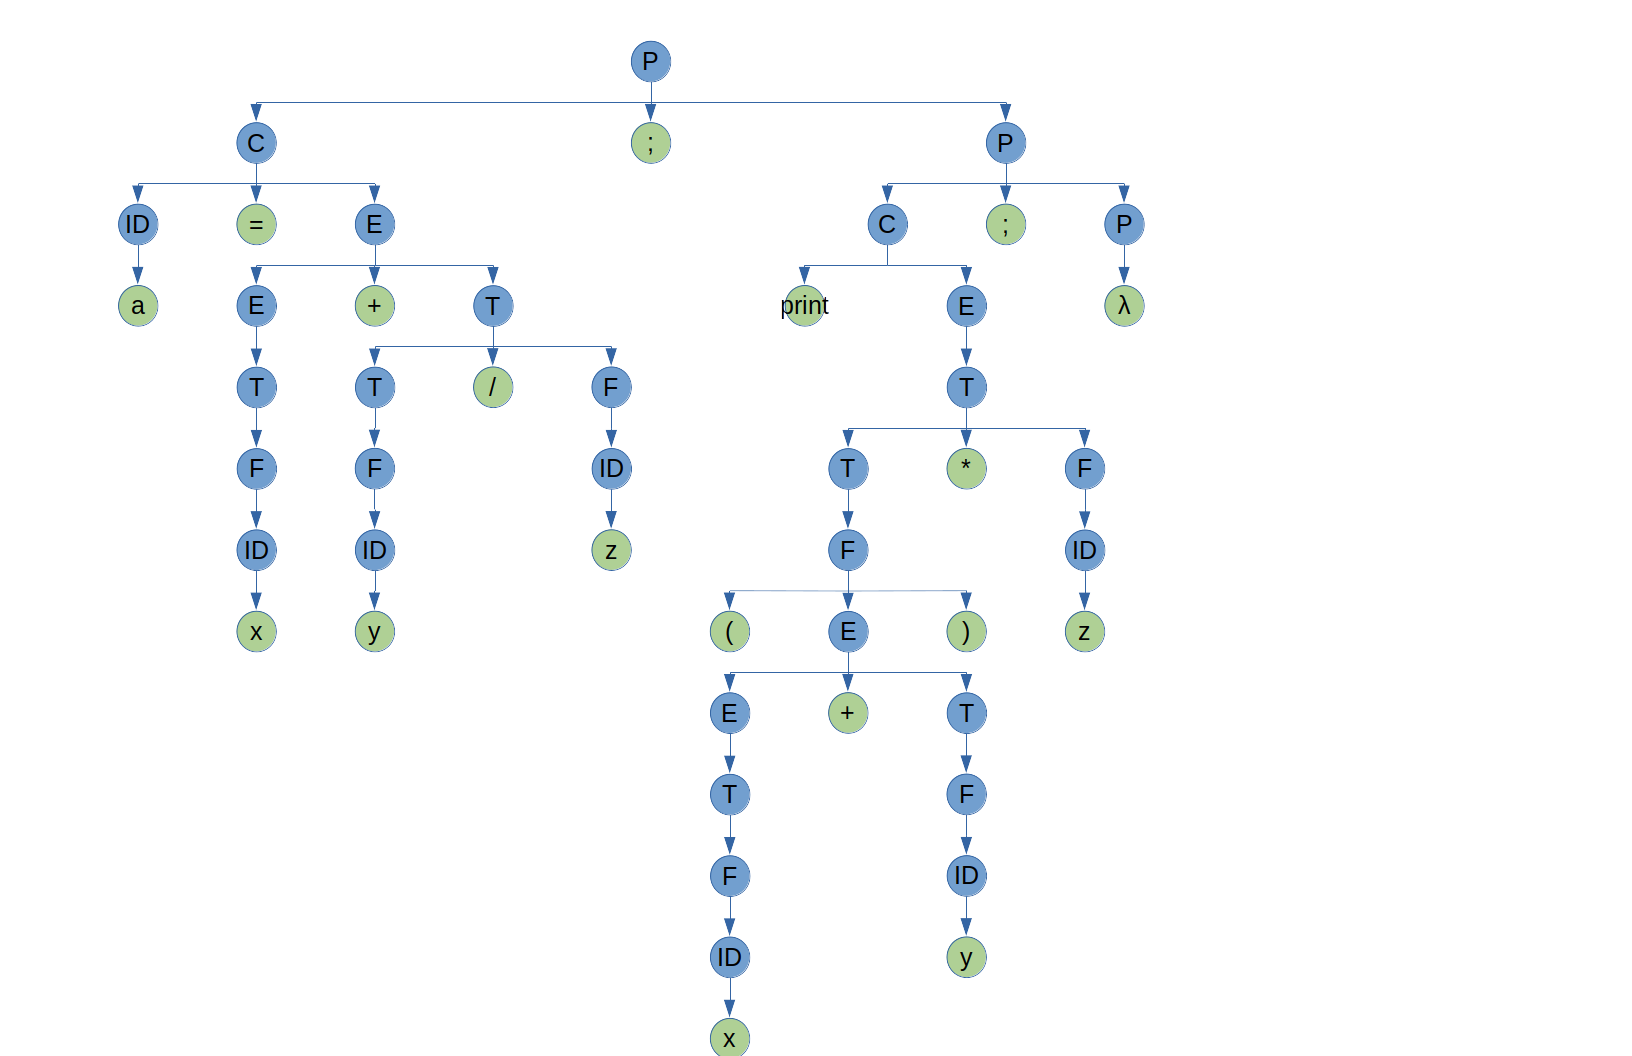 P
C ; P
ID = E C ; P
a E + T print E λ
T T / F T
F F ID T * F
ID ID z F ID
x y ( E ) z
E + T
T F
F ID
ID y
x